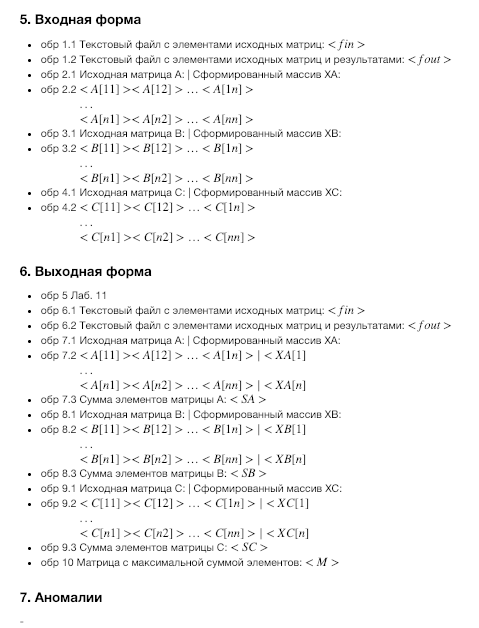 5. Входная форма
• обр 1.1 Текстовый файл с элементами исходных матриц: < fin >
• обр 1.2 Текстовый файл с элементами исходных матриц и результатами: < fout >
• обр 2.1 Исходная матрица A: | Сформированный массив XA:
• обр 2.2 < A[11] >< A[12] > … < A[1n] >
…
< A[n1] >< A[n2] > … < A[nn] >
• обр 3.1 Исходная матрица B: | Сформированный массив XB:
• обр 3.2 < B[11] >< B[12] > … < B[1n] >
…
< B[n1] >< B[n2] > … < B[nn] >
• обр 4.1 Исходная матрица C: | Сформированный массив XC:
• обр 4.2 < C[11] >< C[12] > … < C[1n] >
…
< C[n1] >< C[n2] > … < C[nn] >
6. Выходная форма
• обр 5 Лаб. 11
• обр 6.1 Текстовый файл с элементами исходных матриц: < fin >
• обр 6.2 Текстовый файл с элементами исходных матриц и результатами: < fout >
• обр 7.1 Исходная матрица A: | Сформированный массив XA:
• обр 7.2 < A[11] >< A[12] > … < A[1n] > | < XA[1]
…
< A[n1] >< A[n2] > … < A[nn] > | < XA[n]
• обр 7.3 Сумма элементов матрицы A: < SA >
• обр 8.1 Исходная матрица B: | Сформированный массив XB:
• обр 8.2 < B[11] >< B[12] > … < B[1n] > | < XB[1]
…
< B[n1] >< B[n2] > … < B[nn] > | < XB[n]
• обр 8.3 Сумма элементов матрицы B: < SB >
• обр 9.1 Исходная матрица C: | Сформированный массив XC:
• обр 9.2 < C[11] >< C[12] > … < C[1n] > | < XC[1]
…
< C[n1] >< C[n2] > … < C[nn] > | < XC[n]
• обр 9.3 Сумма элементов матрицы C: < SC >
• обр 10 Матрица с максимальной суммой элементов: < M >
7. Аномалии
-